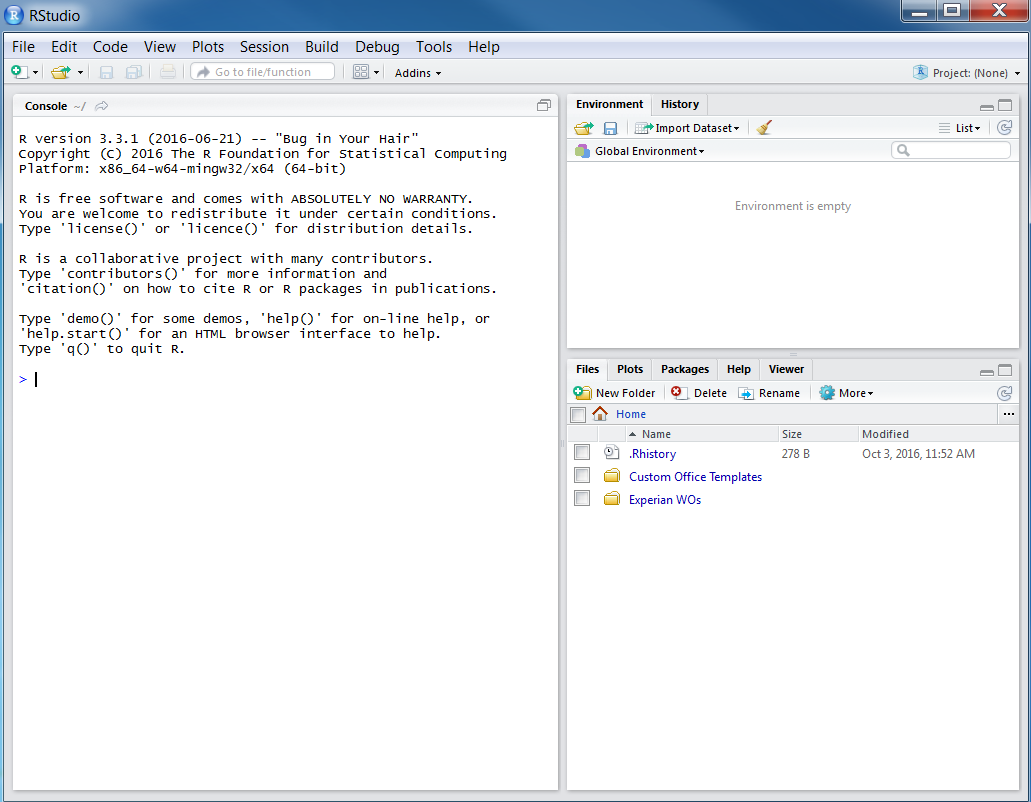 RStudio
File Edit Code View Plots Session Build Debug Tools Help
Go to file/function Addins Project: (None)
Console ~/
R version 3.3.1 (2016-06-21) -- "Bug in Your Hair"
Copyright (C) 2016 The R Foundation for Statistical Computing
Platform: x86_64-w64-mingw32/x64 (64-bit)
R is free software and comes with ABSOLUTELY NO WARRANTY.
You are welcome to redistribute it under certain conditions.
Type 'license()' or 'licence()' for distribution details.
R is a collaborative project with many contributors.
Type 'contributors()' for more information and
'citation()' on how to cite R or R packages in publications.
Type 'demo()' for some demos, 'help()' for on-line help, or
'help.start()' for an HTML browser interface to help.
Type 'q()' to quit R.
>
Environment History
Import Dataset List
Global Environment
Environment is empty
Files Plots Packages Help Viewer
New Folder Delete Rename More
Home ...
Name Size Modified
.Rhistory 278 B Oct 3, 2016, 11:52 AM
Custom Office Templates
Experian WOs